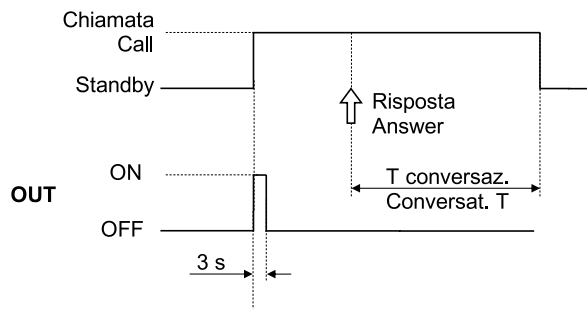 Chiamata
Call
Standby
Risposta
Answer
ON
T conversaz.
Conversat. T
OUT
OFF
3 s